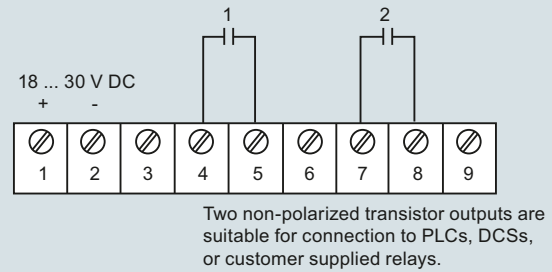 1 2
18 ... 30 V DC
+ -
1 2 3 4 5 6 7 8 9
Two non-polarized transistor outputs are
suitable for connection to PLCs, DCSs,
or customer supplied relays.